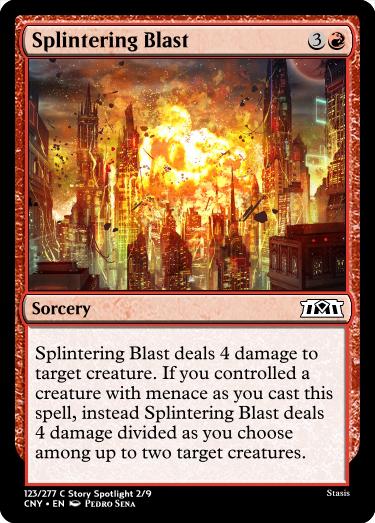 Splintering Blast 3
Sorcery
Splintering Blast deals 4 damage to
target creature. If you controlled a
creature with menace as you cast this
spell, instead Splintering Blast deals
4 damage divided as you choose
among up to two target creatures.
123/277 C Story Spotlight 2/9
Stasis
CNY • EN Pedro Sena